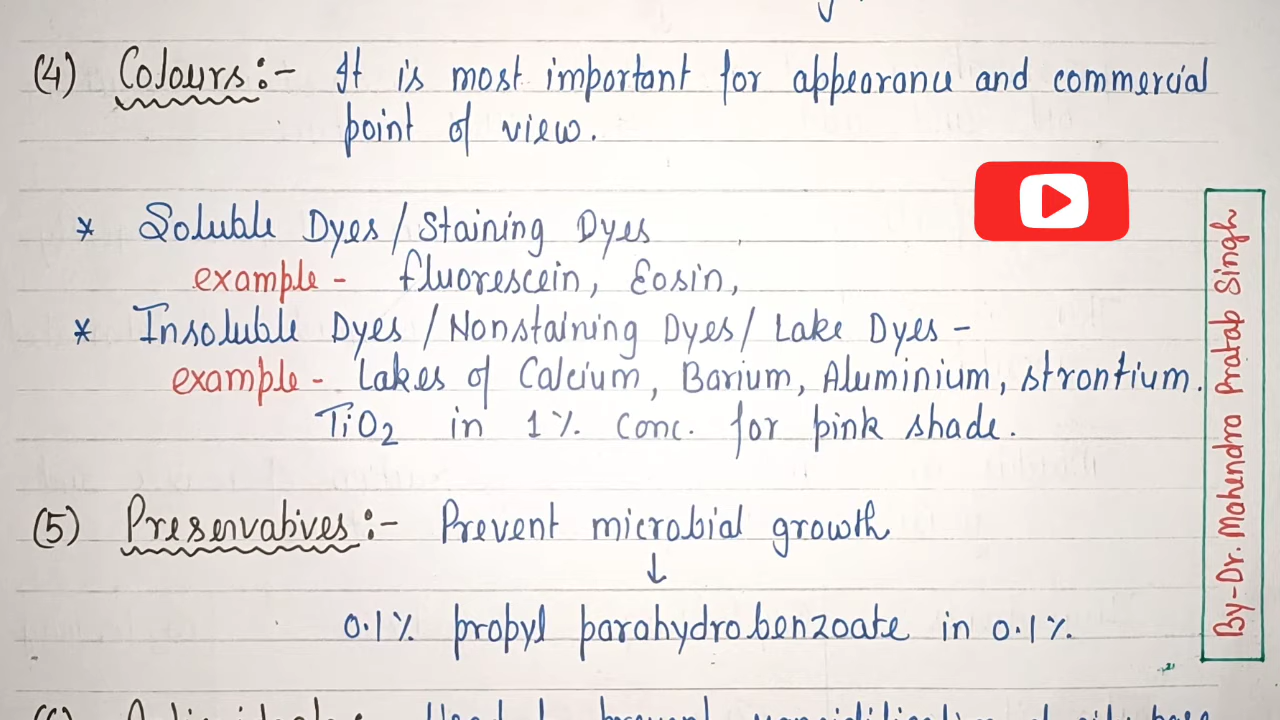 (4) Colours:- It is most important for appearance and commercial
point of view.
* Soluble Dyes / Staining Dyes
example - fluorescein, Eosin,
* Insoluble Dyes / Nonstaining Dyes / Lake Dyes -
example - Lakes of Calcium, Barium, Aluminium, strontium.
TiO2 in 1% Conc. for pink shade.
(5) Preservatives:- Prevent microbial growth
↓
0.1% propyl parahydrobenzoate in 0.1%.
By-Dr. Mahendra Pratap Singh